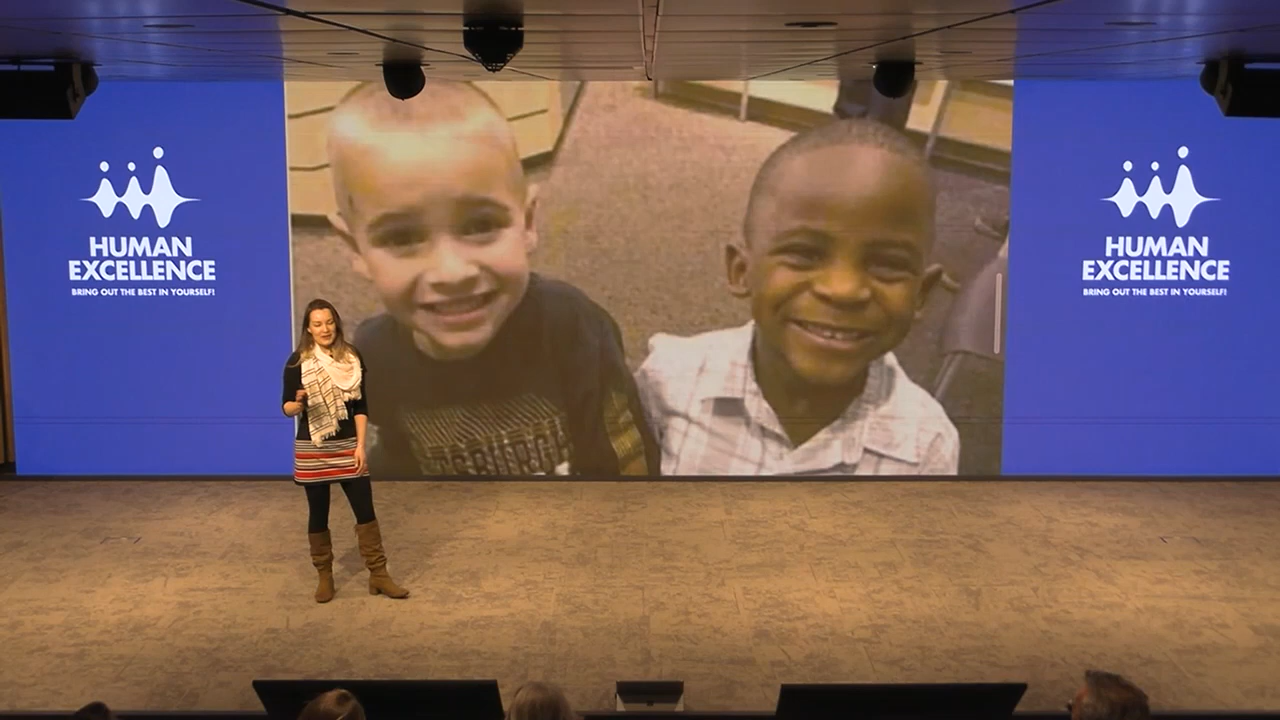 HUMAN
EXCELLENCE
BRING OUT THE BEST IN YOURSELF!
HUMAN
EXCELLENCE
BRING OUT THE BEST IN YOURSELF!